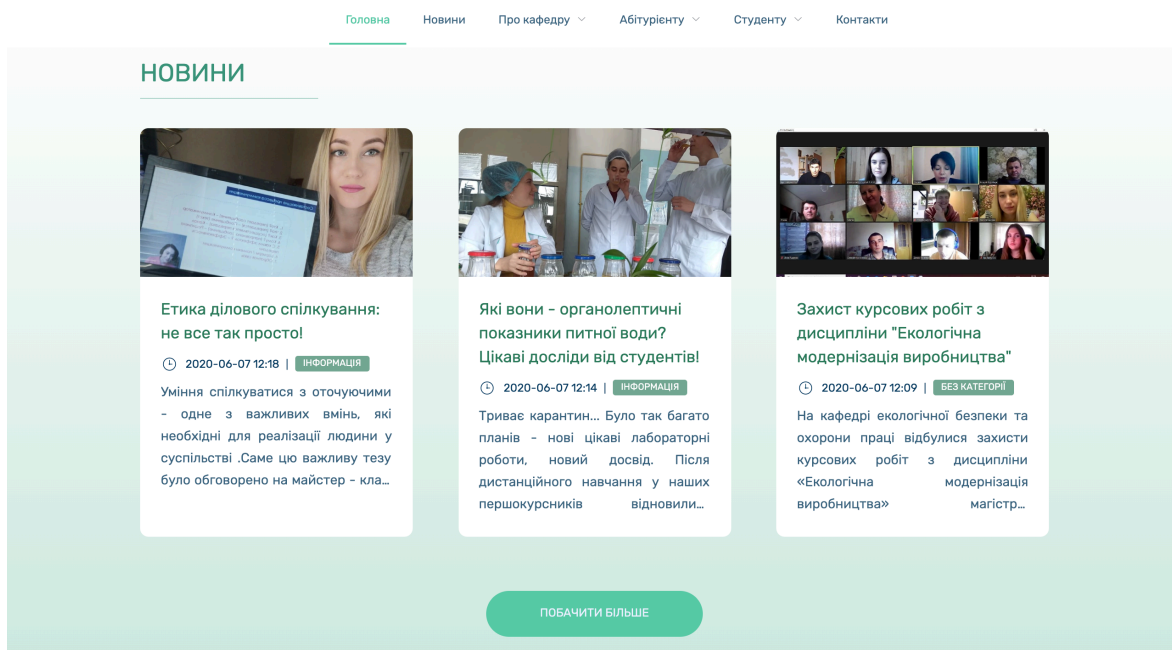 Головна Новини Про кафедру Абітурієнту Студенту Контакти
НОВИНИ
Етика ділового спілкування:
не все так просто!
2020-06-07 12:18 | ІНФОРМАЦІЯ
Уміння спілкуватися з оточуючими
- одне з важливих вмінь, які
необхідні для реалізації людини у
суспільстві .Саме цю важливу тезу
було обговорено на майстер - кла...
Які вони - органолептичні
показники питної води?
Цікаві досліди від студентів!
2020-06-07 12:14 | ІНФОРМАЦІЯ
Триває карантин... Було так багато
планів - нові цікаві лабораторні
роботи, новий досвід. Після
дистанційного навчання у наших
першокурсників відновили...
Захист курсових робіт з
дисципліни "Екологічна
модернізація виробництва"
2020-06-07 12:09 | БЕЗ КАТЕГОРІЇ
На кафедрі екологічної безпеки та
охорони праці відбулися захисти
курсових робіт з дисципліни
«Екологічна модернізація
виробництва» магістр...
ПОБАЧИТИ БІЛЬШЕ